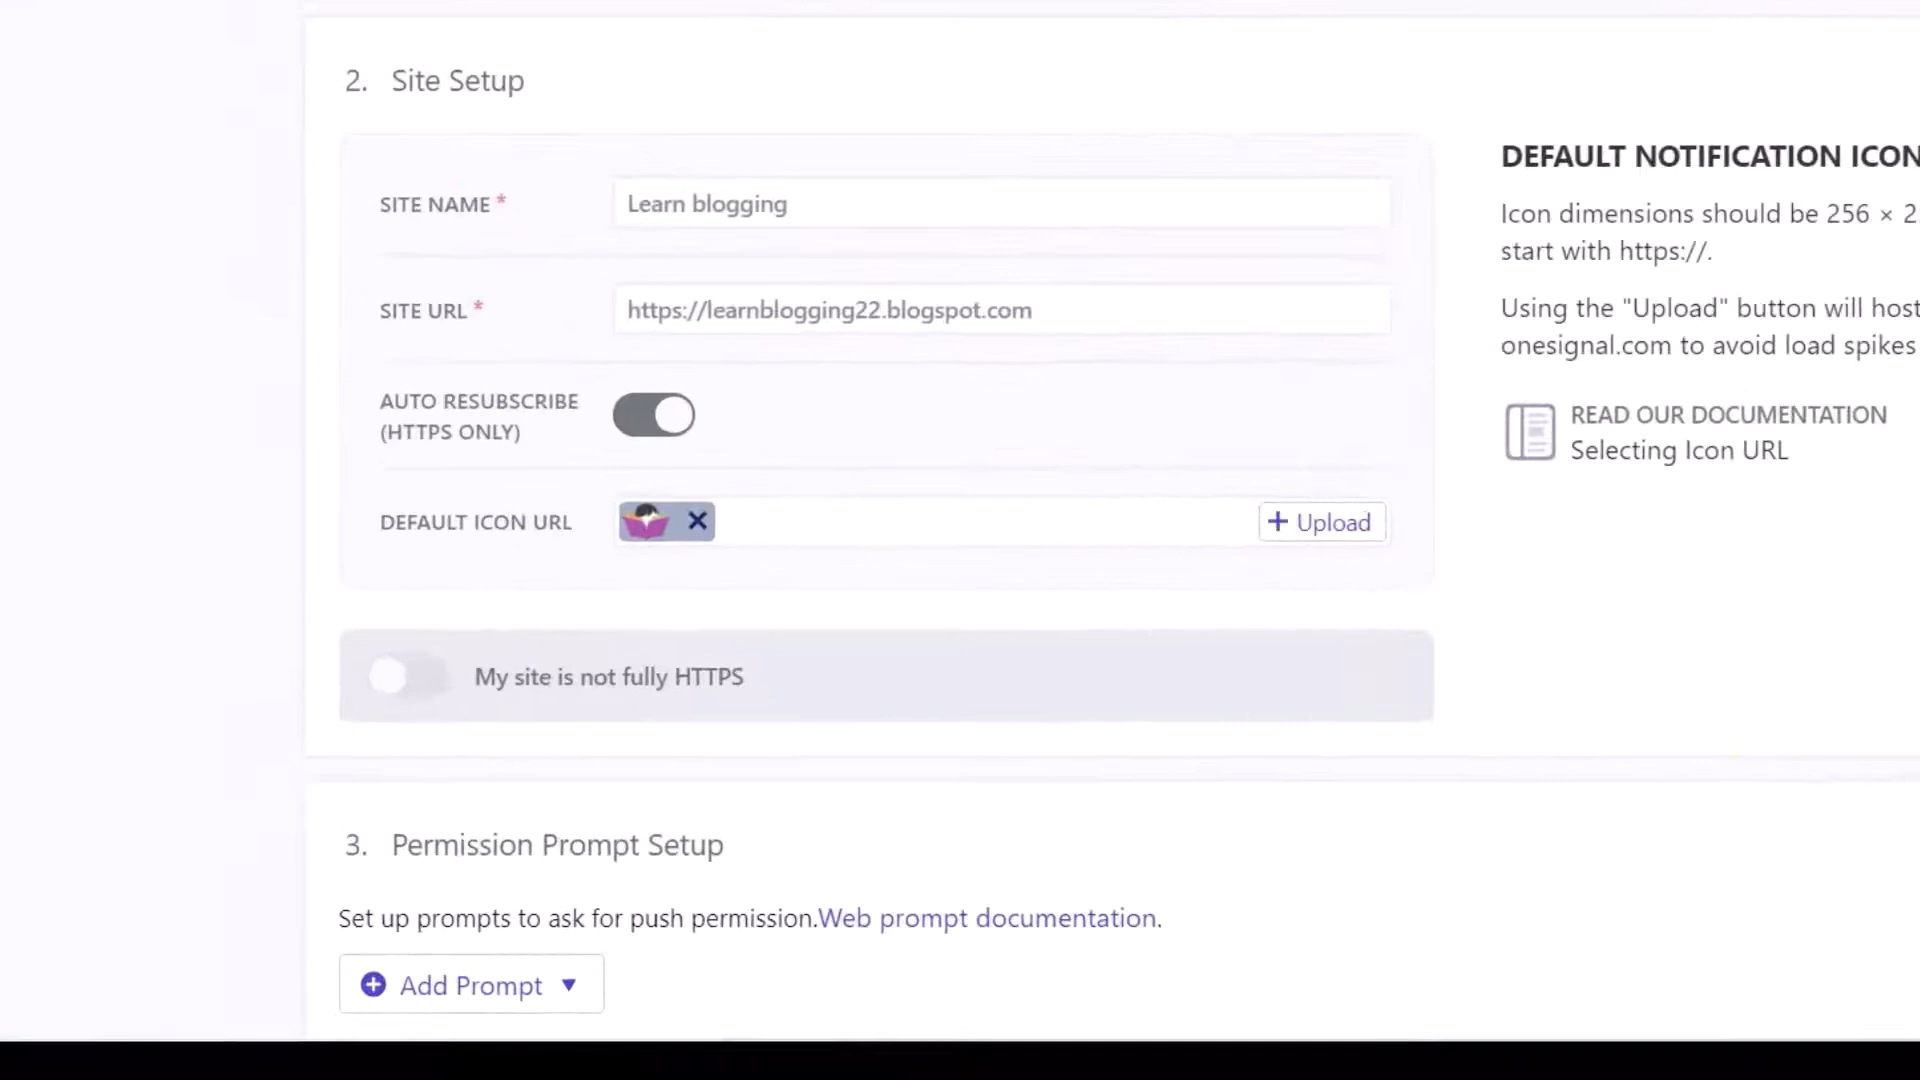 2. Site Setup
SITE NAME *
Learn blogging
SITE URL *
https://learnblogging22.blogspot.com
AUTO RESUBSCRIBE
(HTTPS ONLY)
DEFAULT ICON URL
Upload
My site is not fully HTTPS
DEFAULT NOTIFICATION ICON
Icon dimensions should be 256 ×
start with https://.
Using the "Upload" button will host
onesignal.com to avoid load spikes
READ OUR DOCUMENTATION
Selecting Icon URL
3. Permission Prompt Setup
Set up prompts to ask for push permission.Web prompt documentation.
Add Prompt